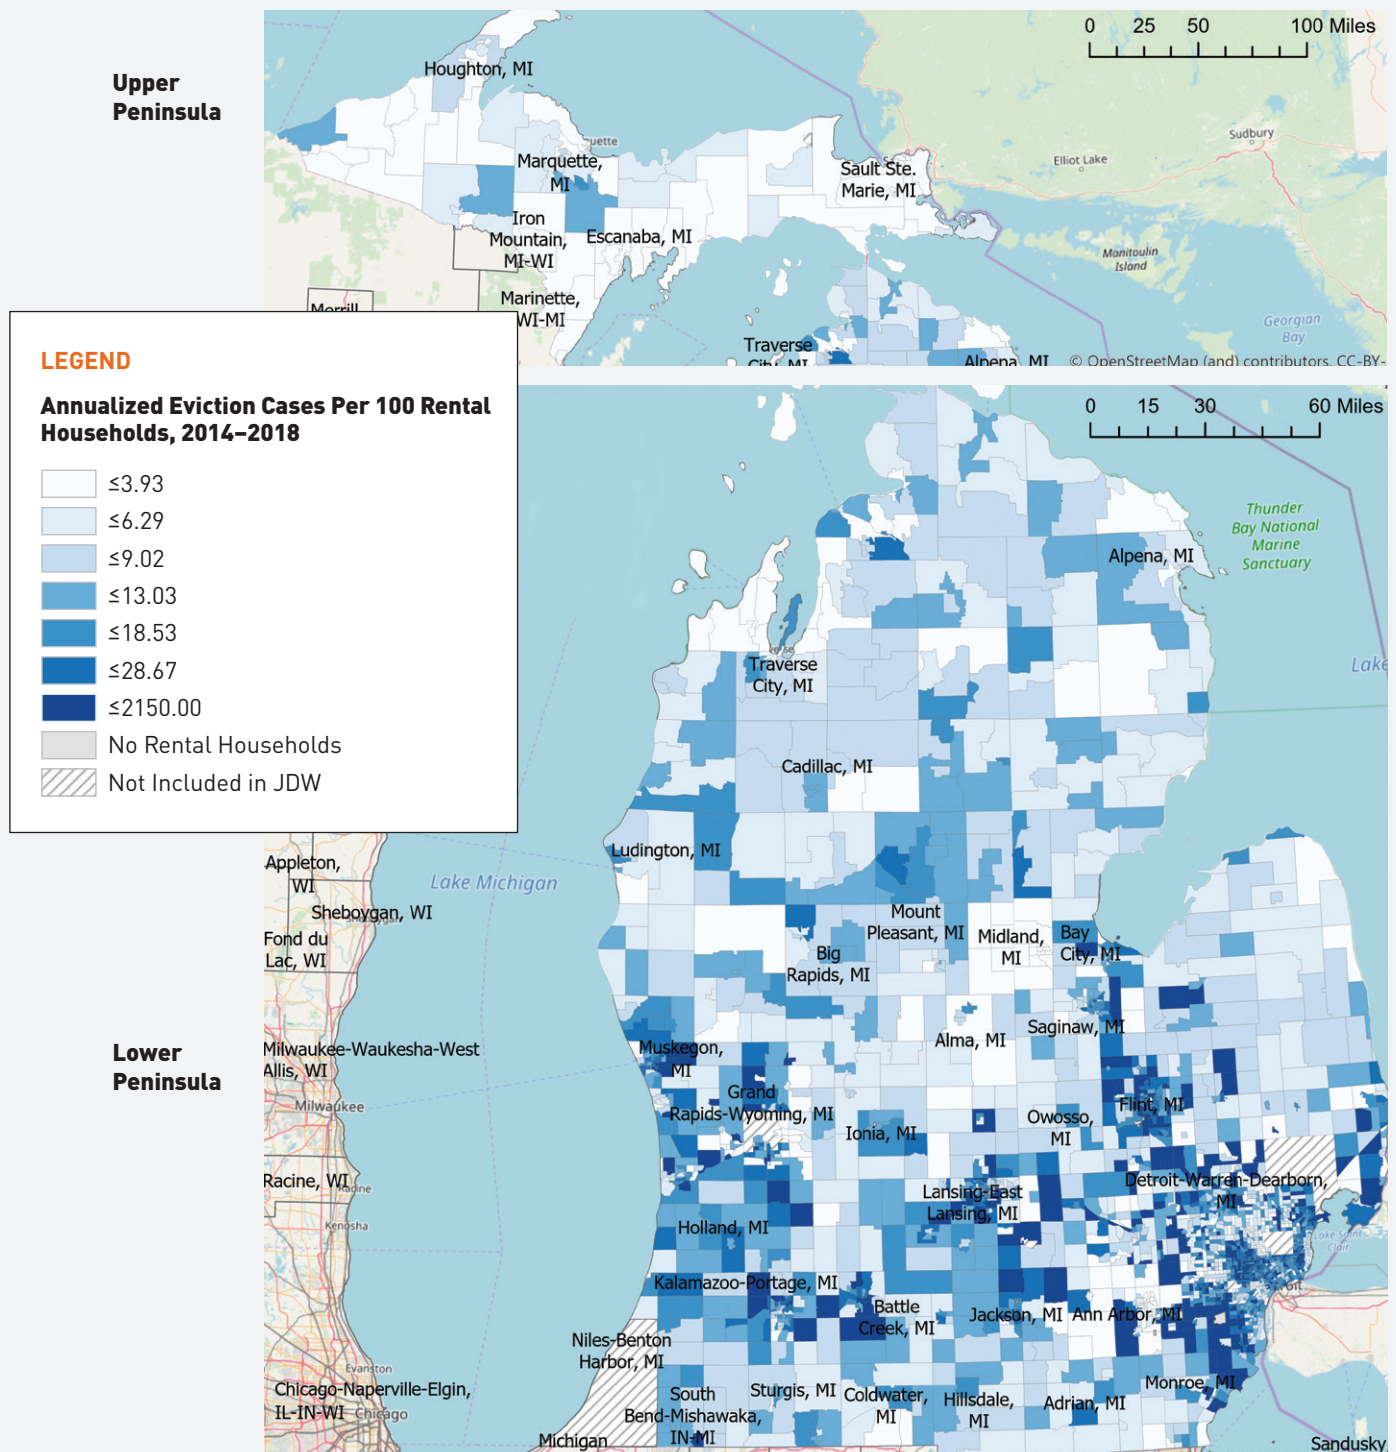 Upper
Peninsula
0 25 50 100 Miles
Houghton, MI
Sudbury
Elliot Lake
Marquette,
MI
Sault Ste.
Marie, MI
Iron
Mountain,
MI-WI
Escanaba, MI
Manitoulin
Island
Marinette,
WI-MI
Merrill
Georgian
Bay
Traverse
City, MI
Alpena, MI
© OpenStreetMap (and) contributors, CC-BY-
LEGEND
Annualized Eviction Cases Per 100 Rental
Households, 2014–2018
≤3.93
≤6.29
≤9.02
≤13.03
≤18.53
≤28.67
≤2150.00
No Rental Households
Not Included in JDW
0 15 30 60 Miles
Thunder
Bay National
Marine
Sanctuary
Alpena, MI
Traverse
City, MI
Lake
Cadillac, MI
Ludington, MI
Appleton,
WI
Lake Michigan
Sheboygan, WI
Fond du
Lac, WI
Mount
Pleasant, MI
Midland,
MI
Bay
City, MI
Big
Rapids, MI
Saginaw, MI
Alma, MI
Lower
Peninsula
Milwaukee-Waukesha-West
Allis, WI
Milwaukee
Muskegon,
MI
Grand
Rapids-Wyoming, MI
Flint, MI
Owosso,
MI
Ionia, MI
Racine, WI
Racine
Detroit-Warren-Dearborn,
MI
Lansing-East
Lansing, MI
Kenosha
Holland, MI
Lake Saint
Clair
Kalamazoo-Portage, MI
Battle
Creek, MI
Jackson, MI
Ann Arbor, MI
Niles-Benton
Harbor, MI
Evanston
Chicago-Naperville-Elgin,
IL-IN-WI
Chicago
South
Bend-Mishawaka,
IN-MI
Sturgis, MI
Coldwater,
MI
Hillsdale,
MI
Adrian, MI
Monroe, MI
Michigan
Sandusky